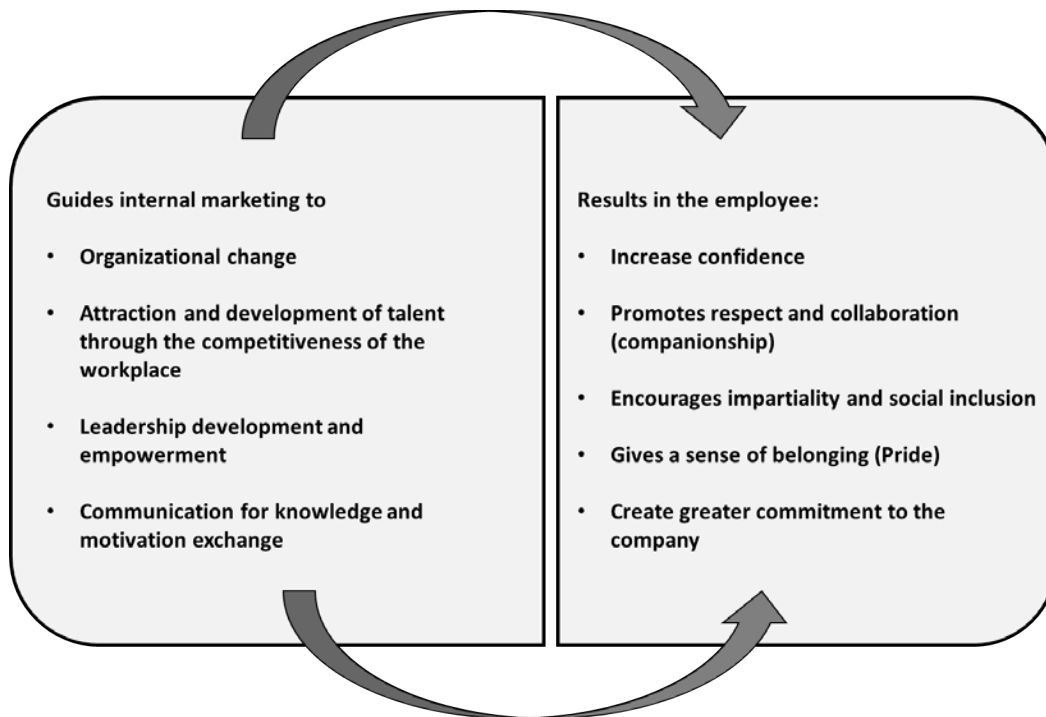 Guides internal marketing to
• Organizational change
• Attraction and development of talent
through the competitiveness of the
workplace
• Leadership development and
empowerment
• Communication for knowledge and
motivation exchange
Results in the employee:
• Increase confidence
• Promotes respect and collaboration
(companionship)
• Encourages impartiality and social inclusion
• Gives a sense of belonging (Pride)
• Create greater commitment to the
company